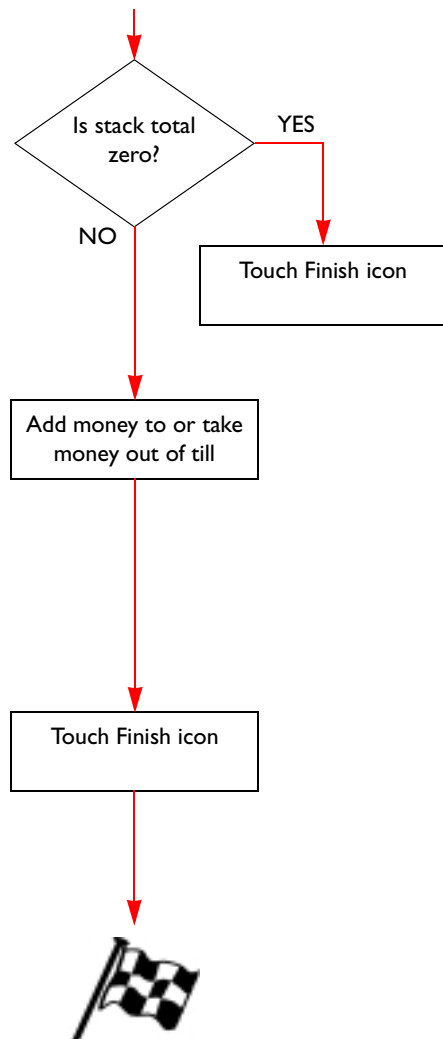 Is stack total
zero?
YES
NO
Touch Finish icon
Add money to or take
money out of till
Touch Finish icon